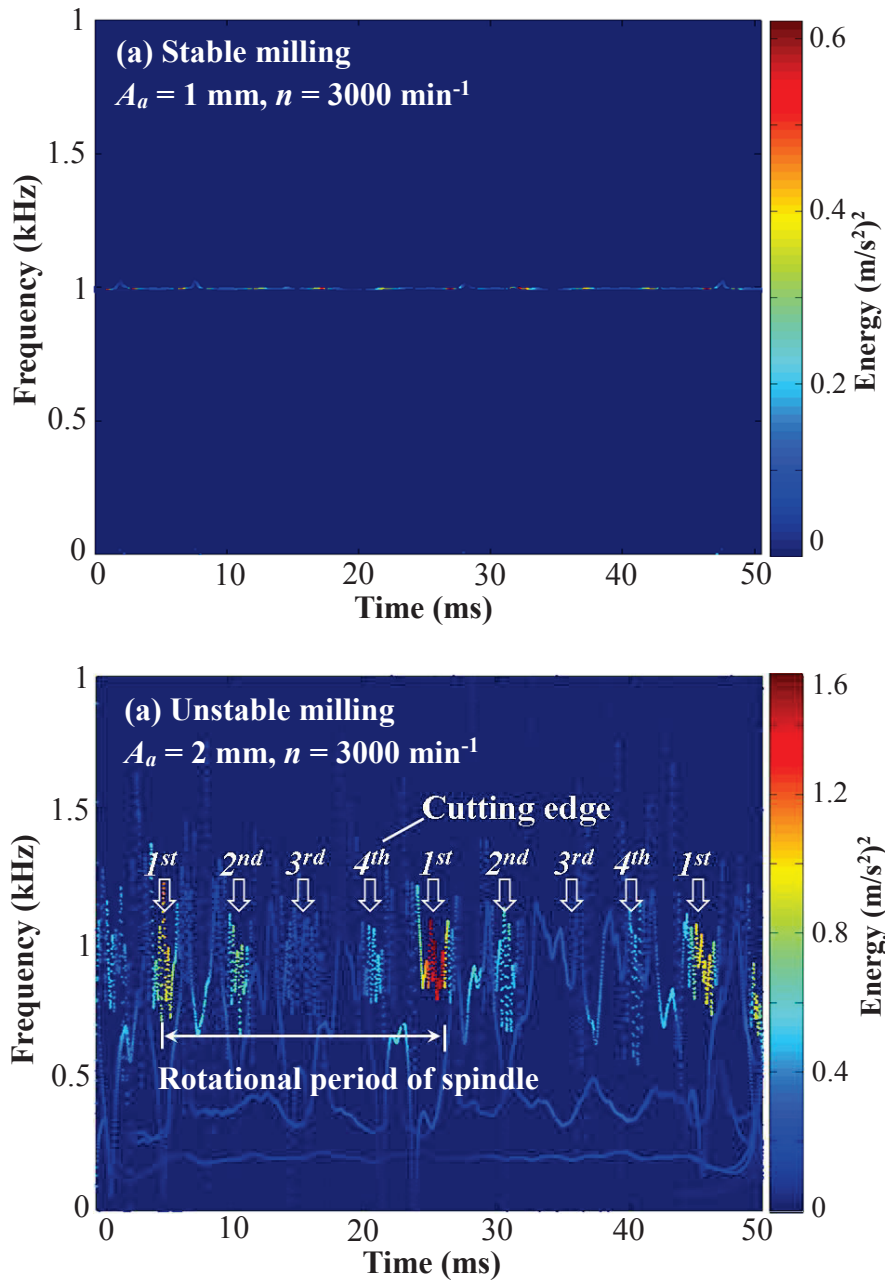 1
(a) Stable milling
Aₐ = 1 mm, n = 3000 min⁻¹
1.5
1
0.5
0
Frequency (kHz)
0 10 20 30 40 50
Time (ms)
0.6
0.4
0.2
0
Energy (m/s²)²
1
(a) Unstable milling
Aₐ = 2 mm, n = 3000 min⁻¹
Cutting edge
1st 2nd 3rd 4th 1st 2nd 3rd 4th 1st
Rotational period of spindle
1.5
1
0.5
0
Frequency (kHz)
0 10 20 30 40 50
Time (ms)
1.6
1.2
0.8
0.4
0
Energy (m/s²)²